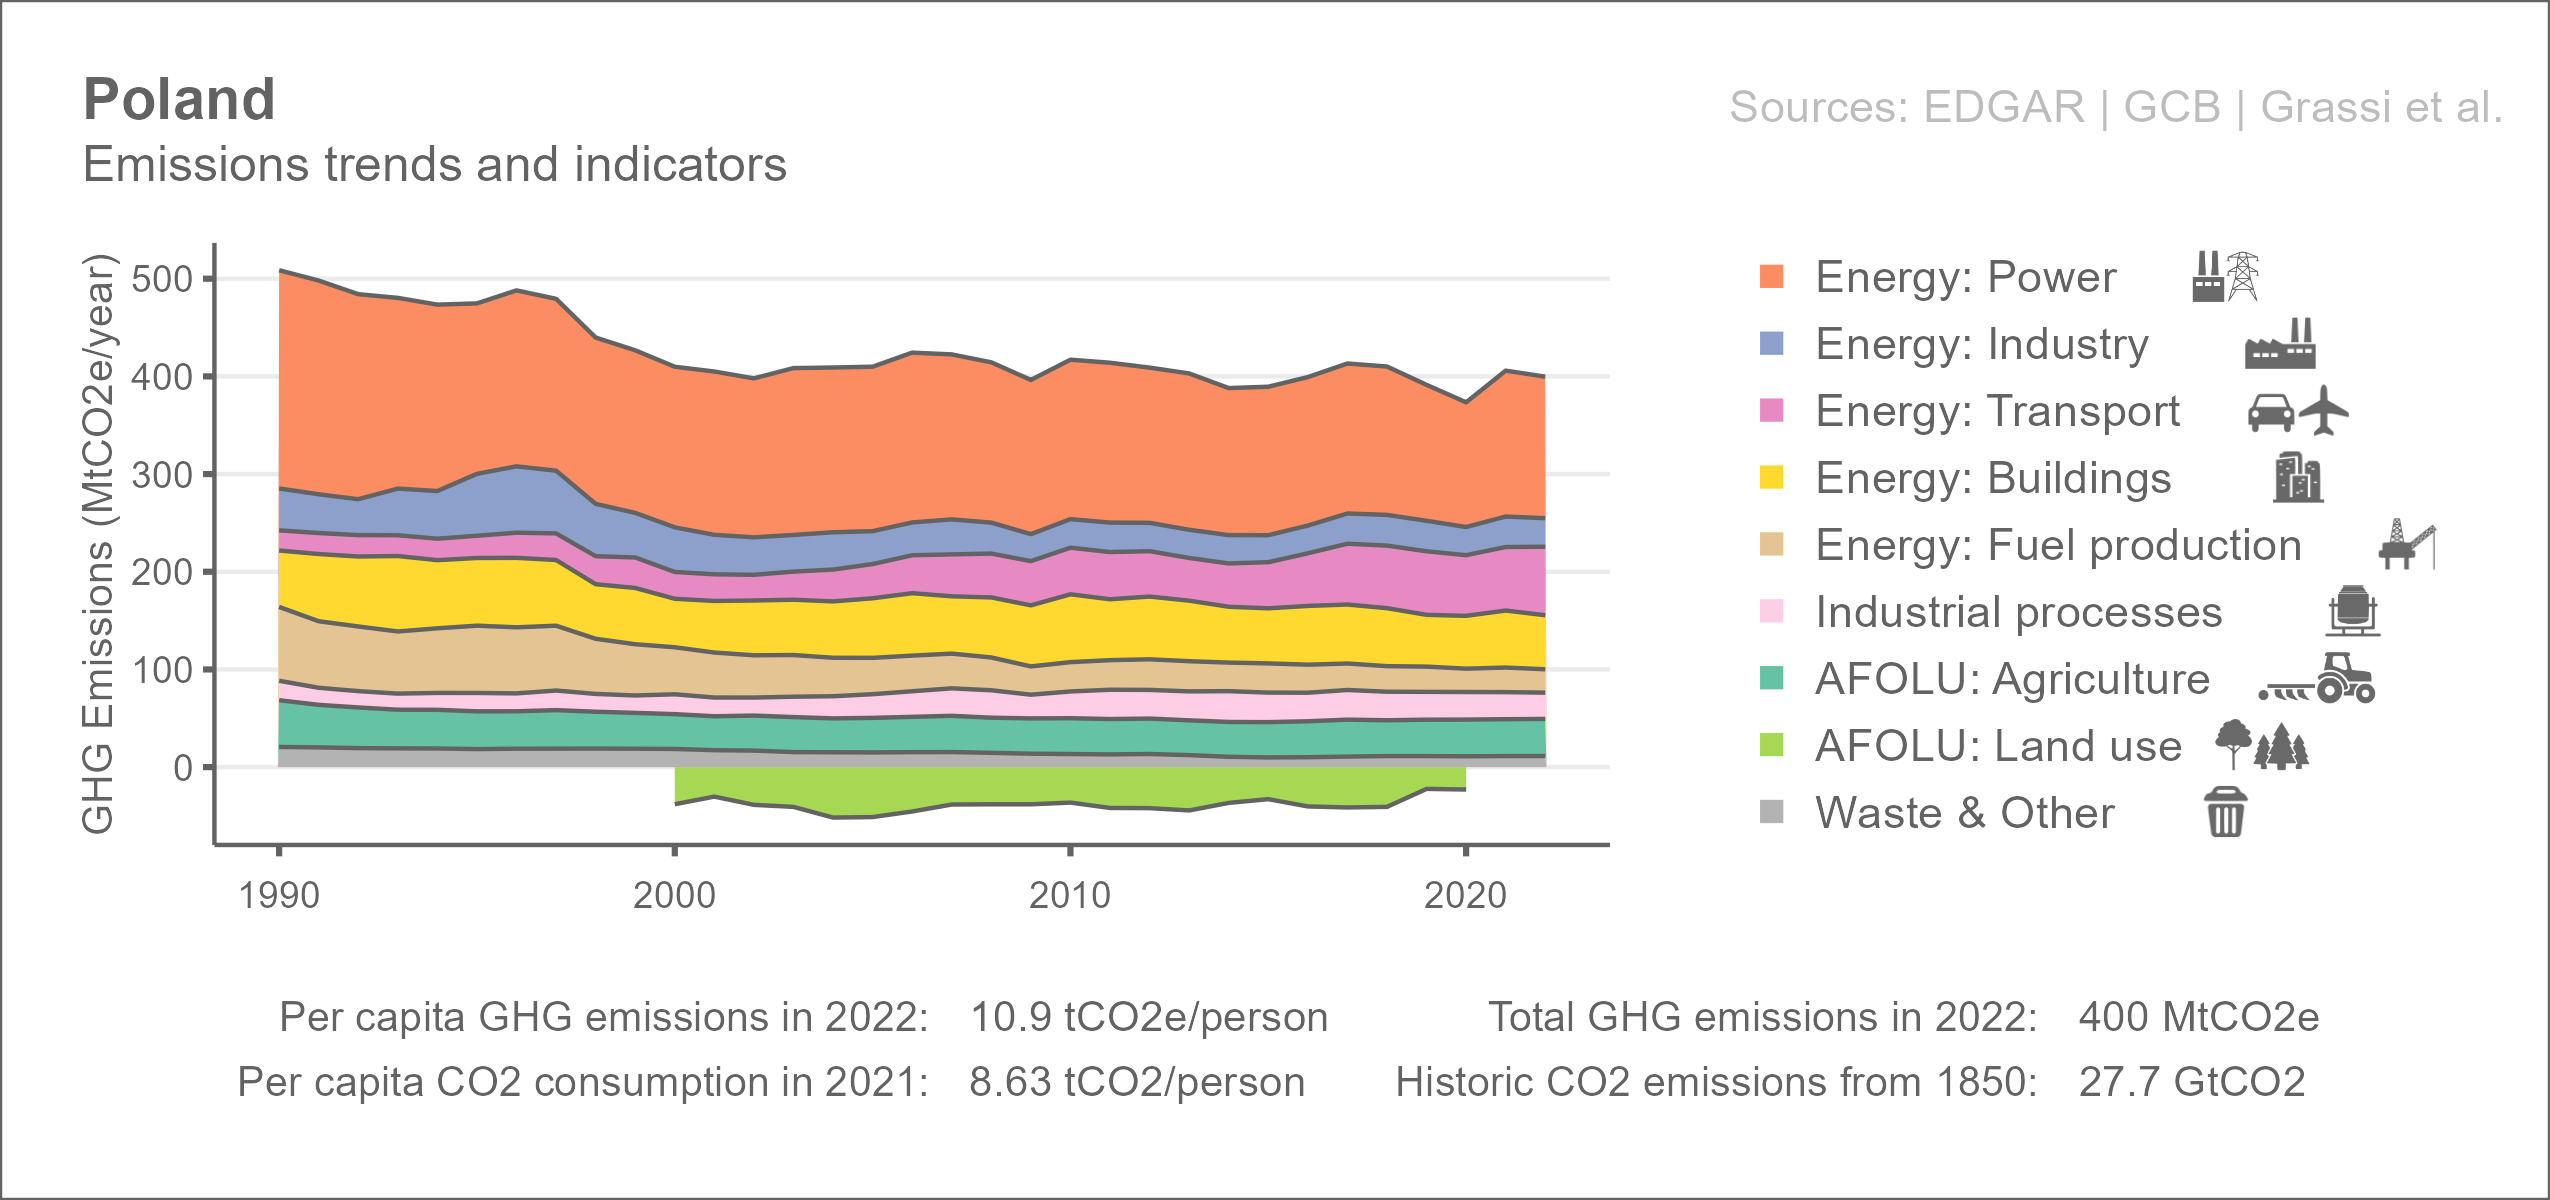 Poland
Sources: EDGAR | GCB | Grassi et al.
Emissions trends and indicators
GHG Emissions (MtCO2e/year)
500
400
300
200
100
0
1990
2000
2010
2020
Energy: Power
Energy: Industry
Energy: Transport
Energy: Buildings
Energy: Fuel production
Industrial processes
AFOLU: Agriculture
AFOLU: Land use
Waste & Other
Per capita GHG emissions in 2022: 10.9 tCO2e/person
Total GHG emissions in 2022: 400 MtCO2e
Per capita CO2 consumption in 2021: 8.63 tCO2/person
Historic CO2 emissions from 1850: 27.7 GtCO2